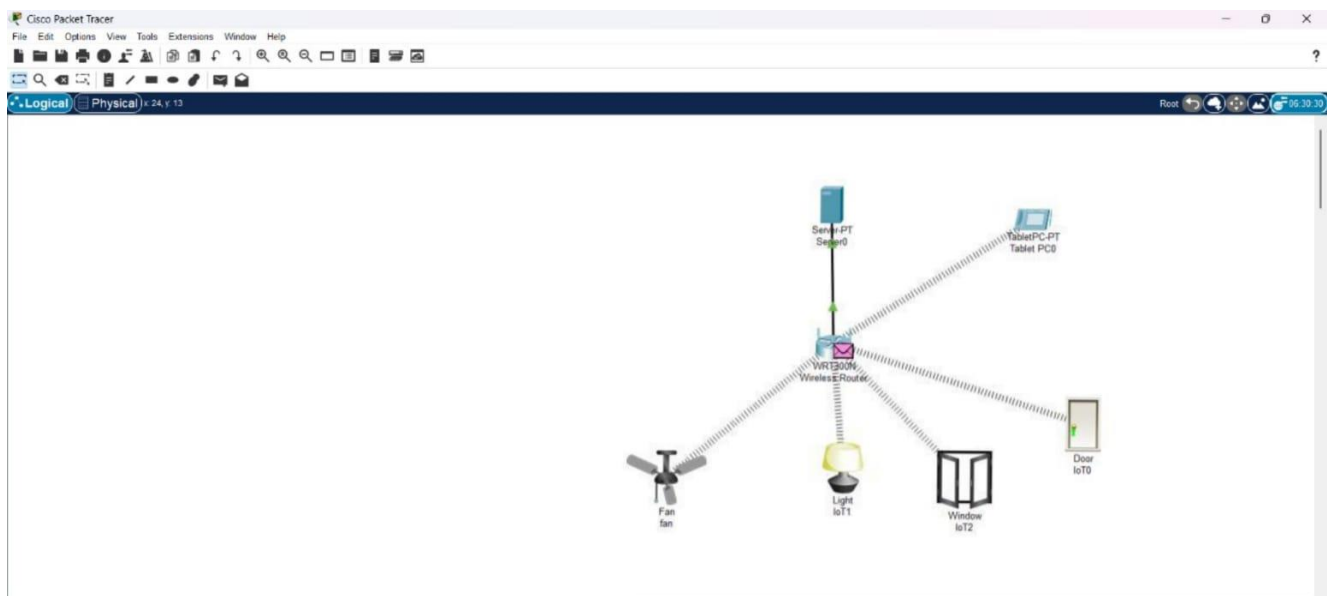 Cisco Packet Tracer
File Edit Options View Tools Extensions Window Help
?
Logical Physical x: 24, y: 13 Root 06:30:30
Server-PT
Server0
TabletPC-PT
Tablet PC0
WRT300N
Wireless Router
Door
IoT0
Fan
fan
Light
IoT1
Window
IoT2